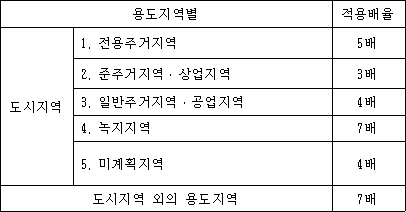 용도지역별 적용배율
도시지역
1. 전용주거지역 5배
2. 준주거지역·상업지역 3배
3. 일반주거지역·공업지역 4배
4. 녹지지역 7배
5. 미계획지역 4배
도시지역 외의 용도지역 7배